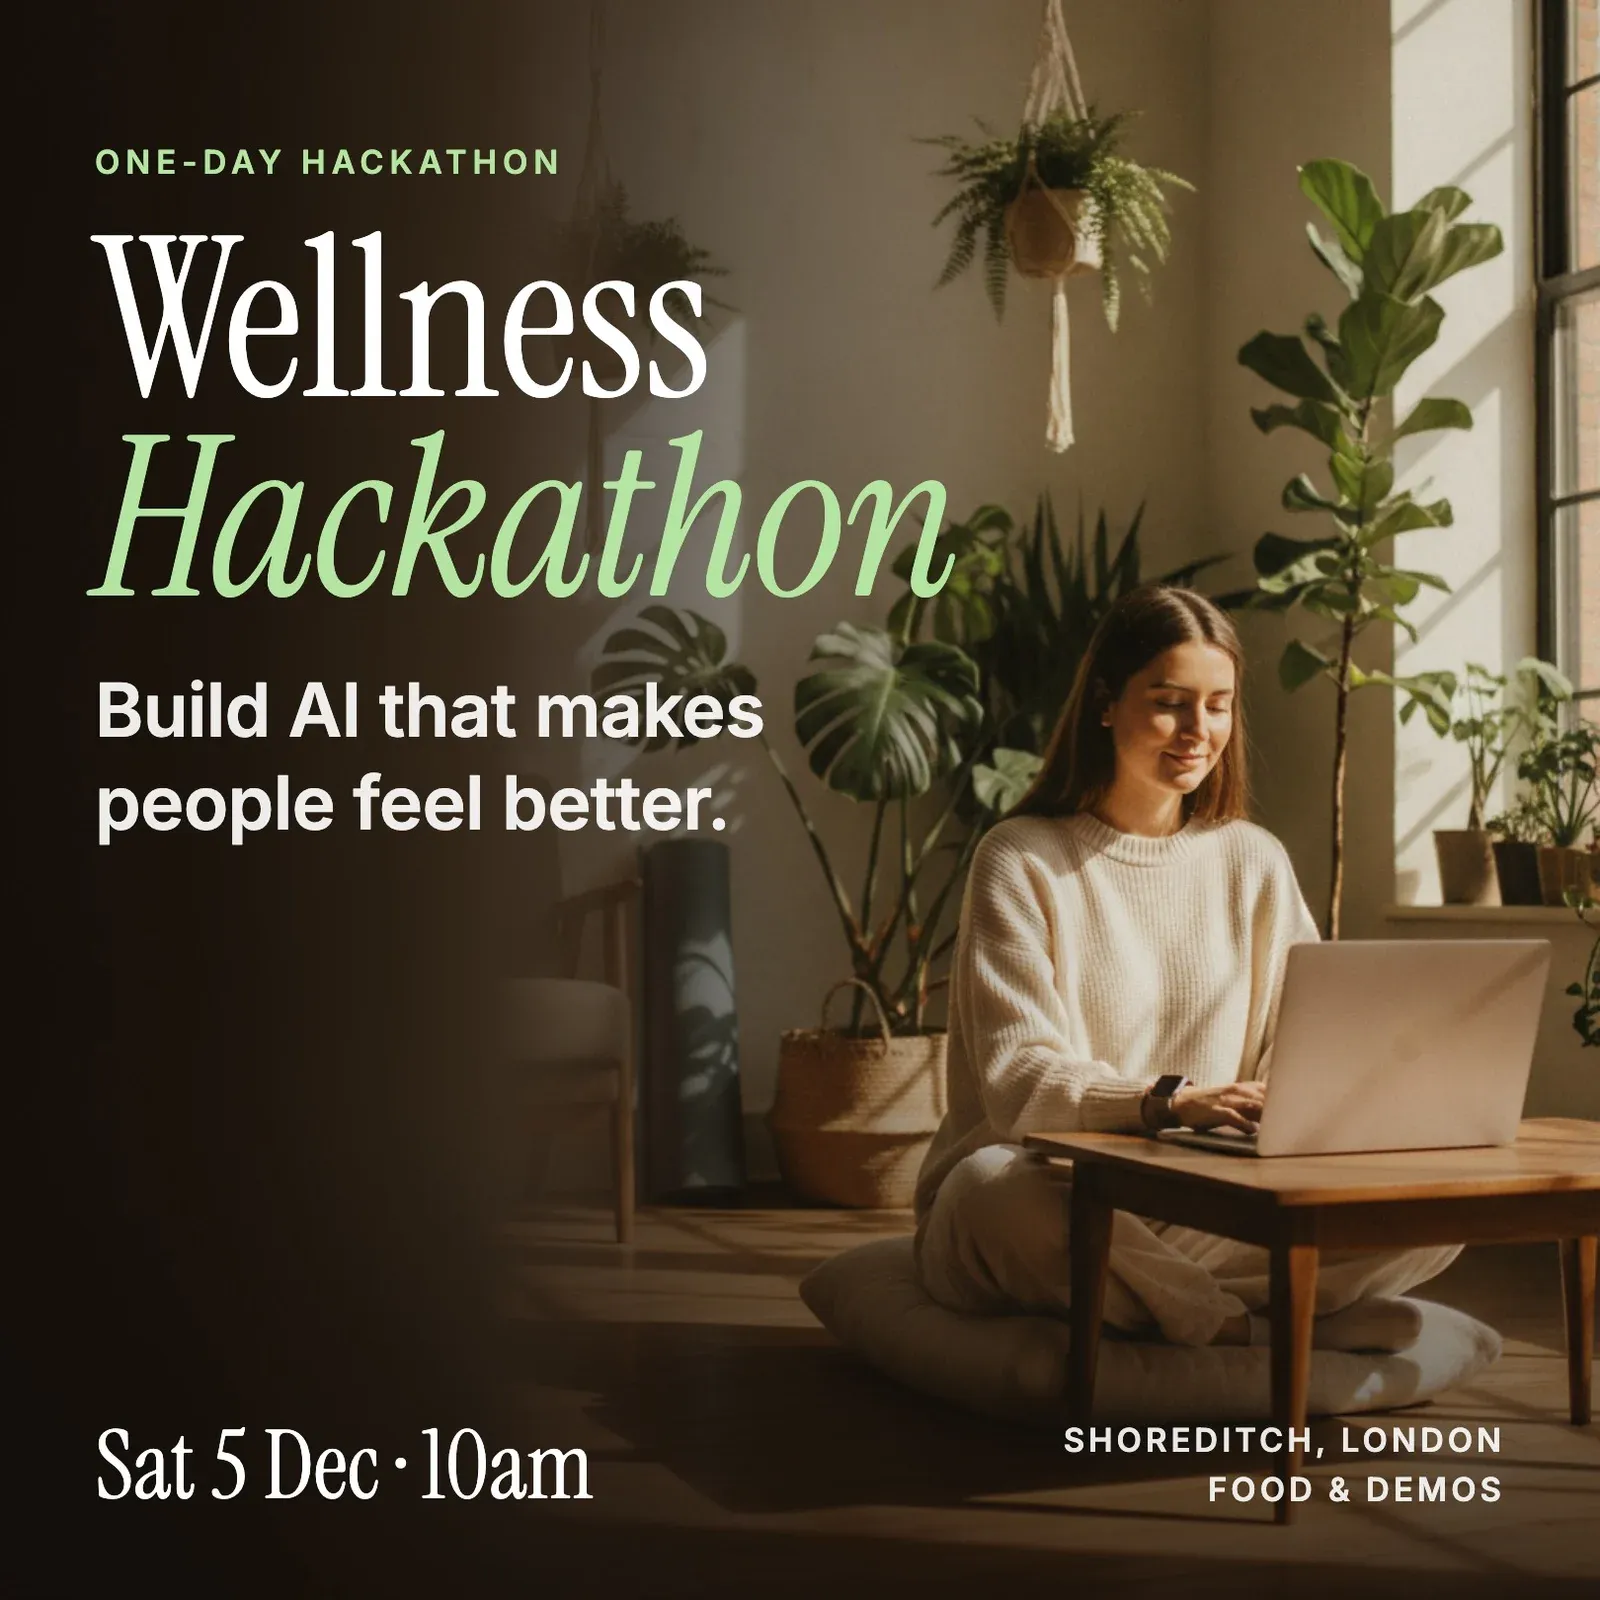 ONE-DAY HACKATHON
Wellness
Hackathon
Build AI that makes
people feel better.
Sat 5 Dec · 10am
SHOREDITCH, LONDON
FOOD & DEMOS